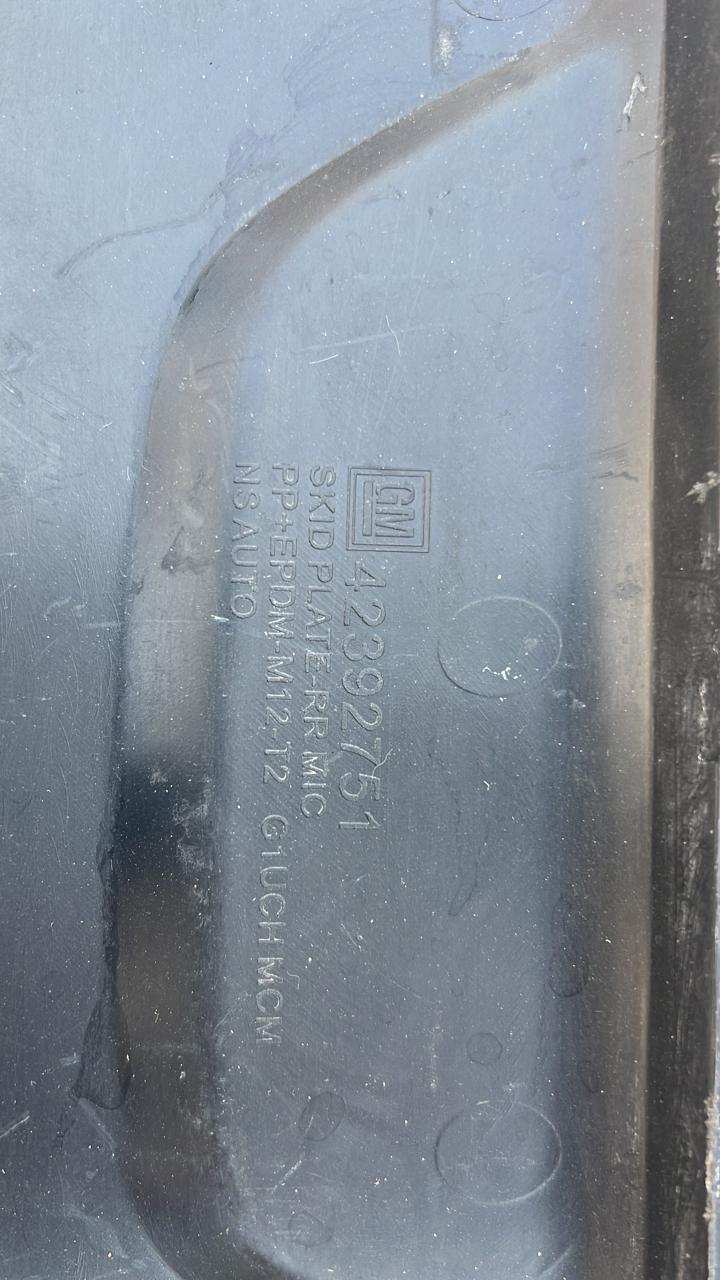 GM 42392751
SKID PLATE-RR MIC
PP+EPDM-M12-T2 G1UCH MCM
NS AUTO